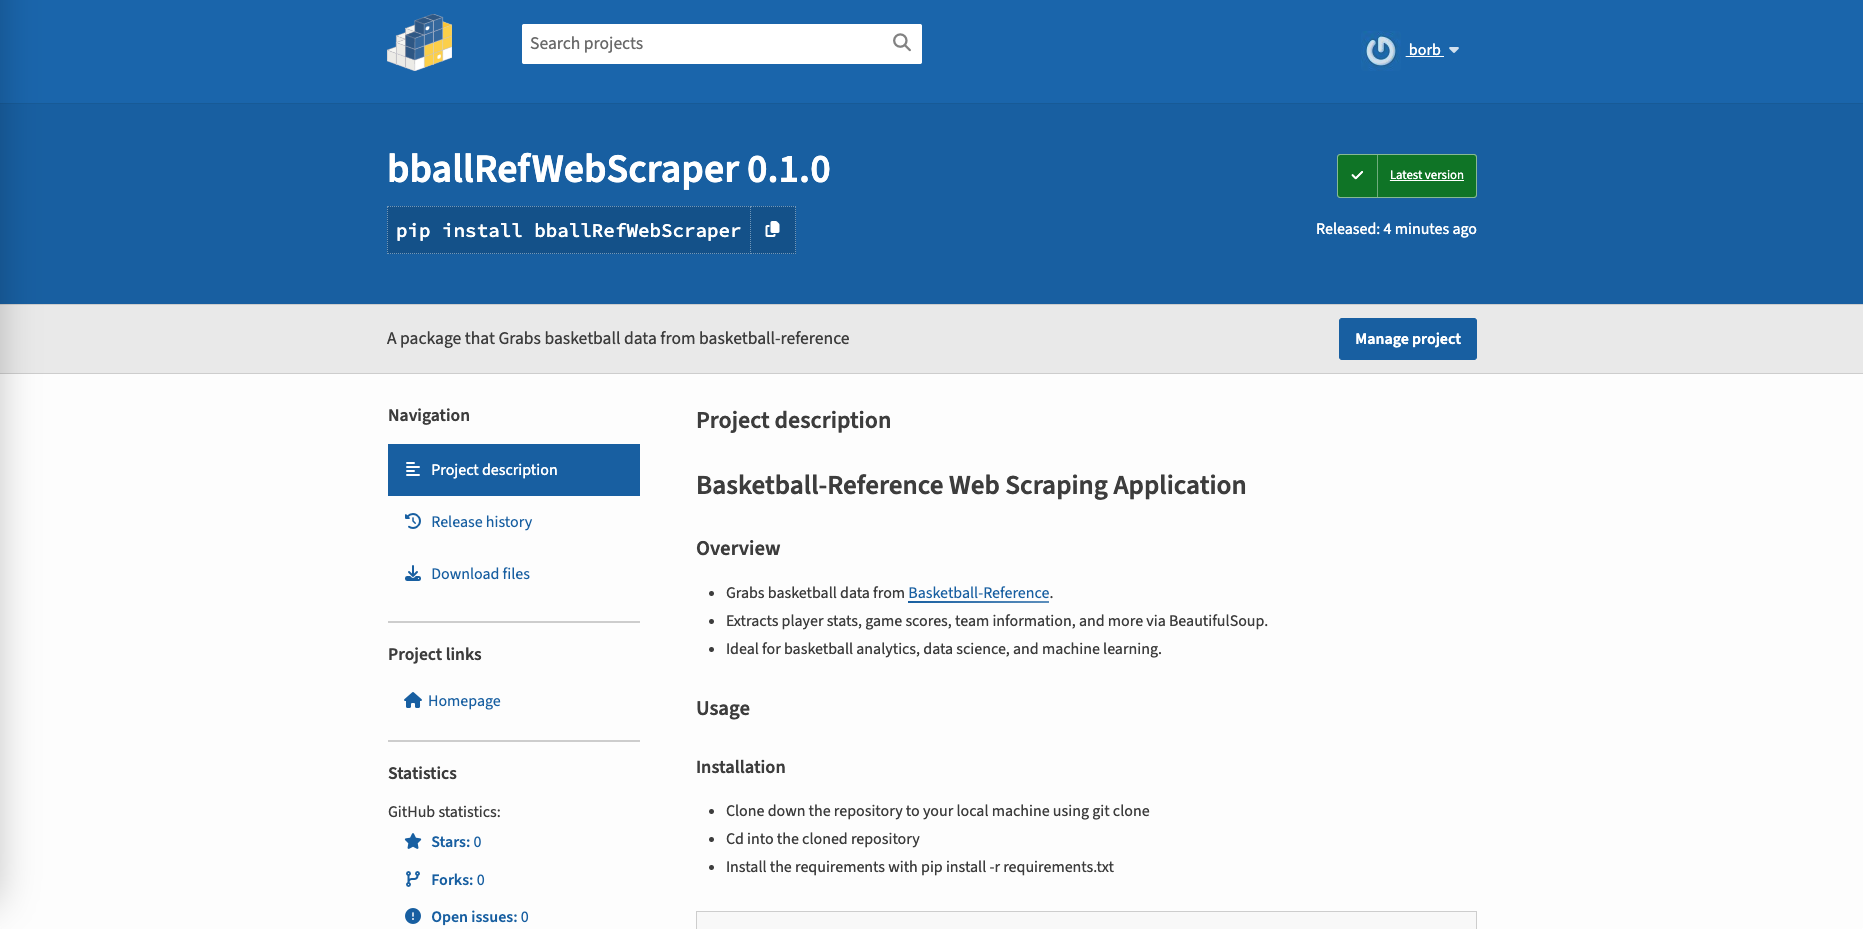 Search projects
borb
bballRefWebScraper 0.1.0
Latest version
pip install bballRefWebScraper
Released: 4 minutes ago
A package that Grabs basketball data from basketball-reference
Manage project
Navigation
Project description
Release history
Download files
Project links
Homepage
Statistics
GitHub statistics:
Stars: 0
Forks: 0
Open issues: 0
Project description
Basketball-Reference Web Scraping Application
Overview
Grabs basketball data from Basketball-Reference.
Extracts player stats, game scores, team information, and more via BeautifulSoup.
Ideal for basketball analytics, data science, and machine learning.
Usage
Installation
Clone down the repository to your local machine using git clone
Cd into the cloned repository
Install the requirements with pip install -r requirements.txt